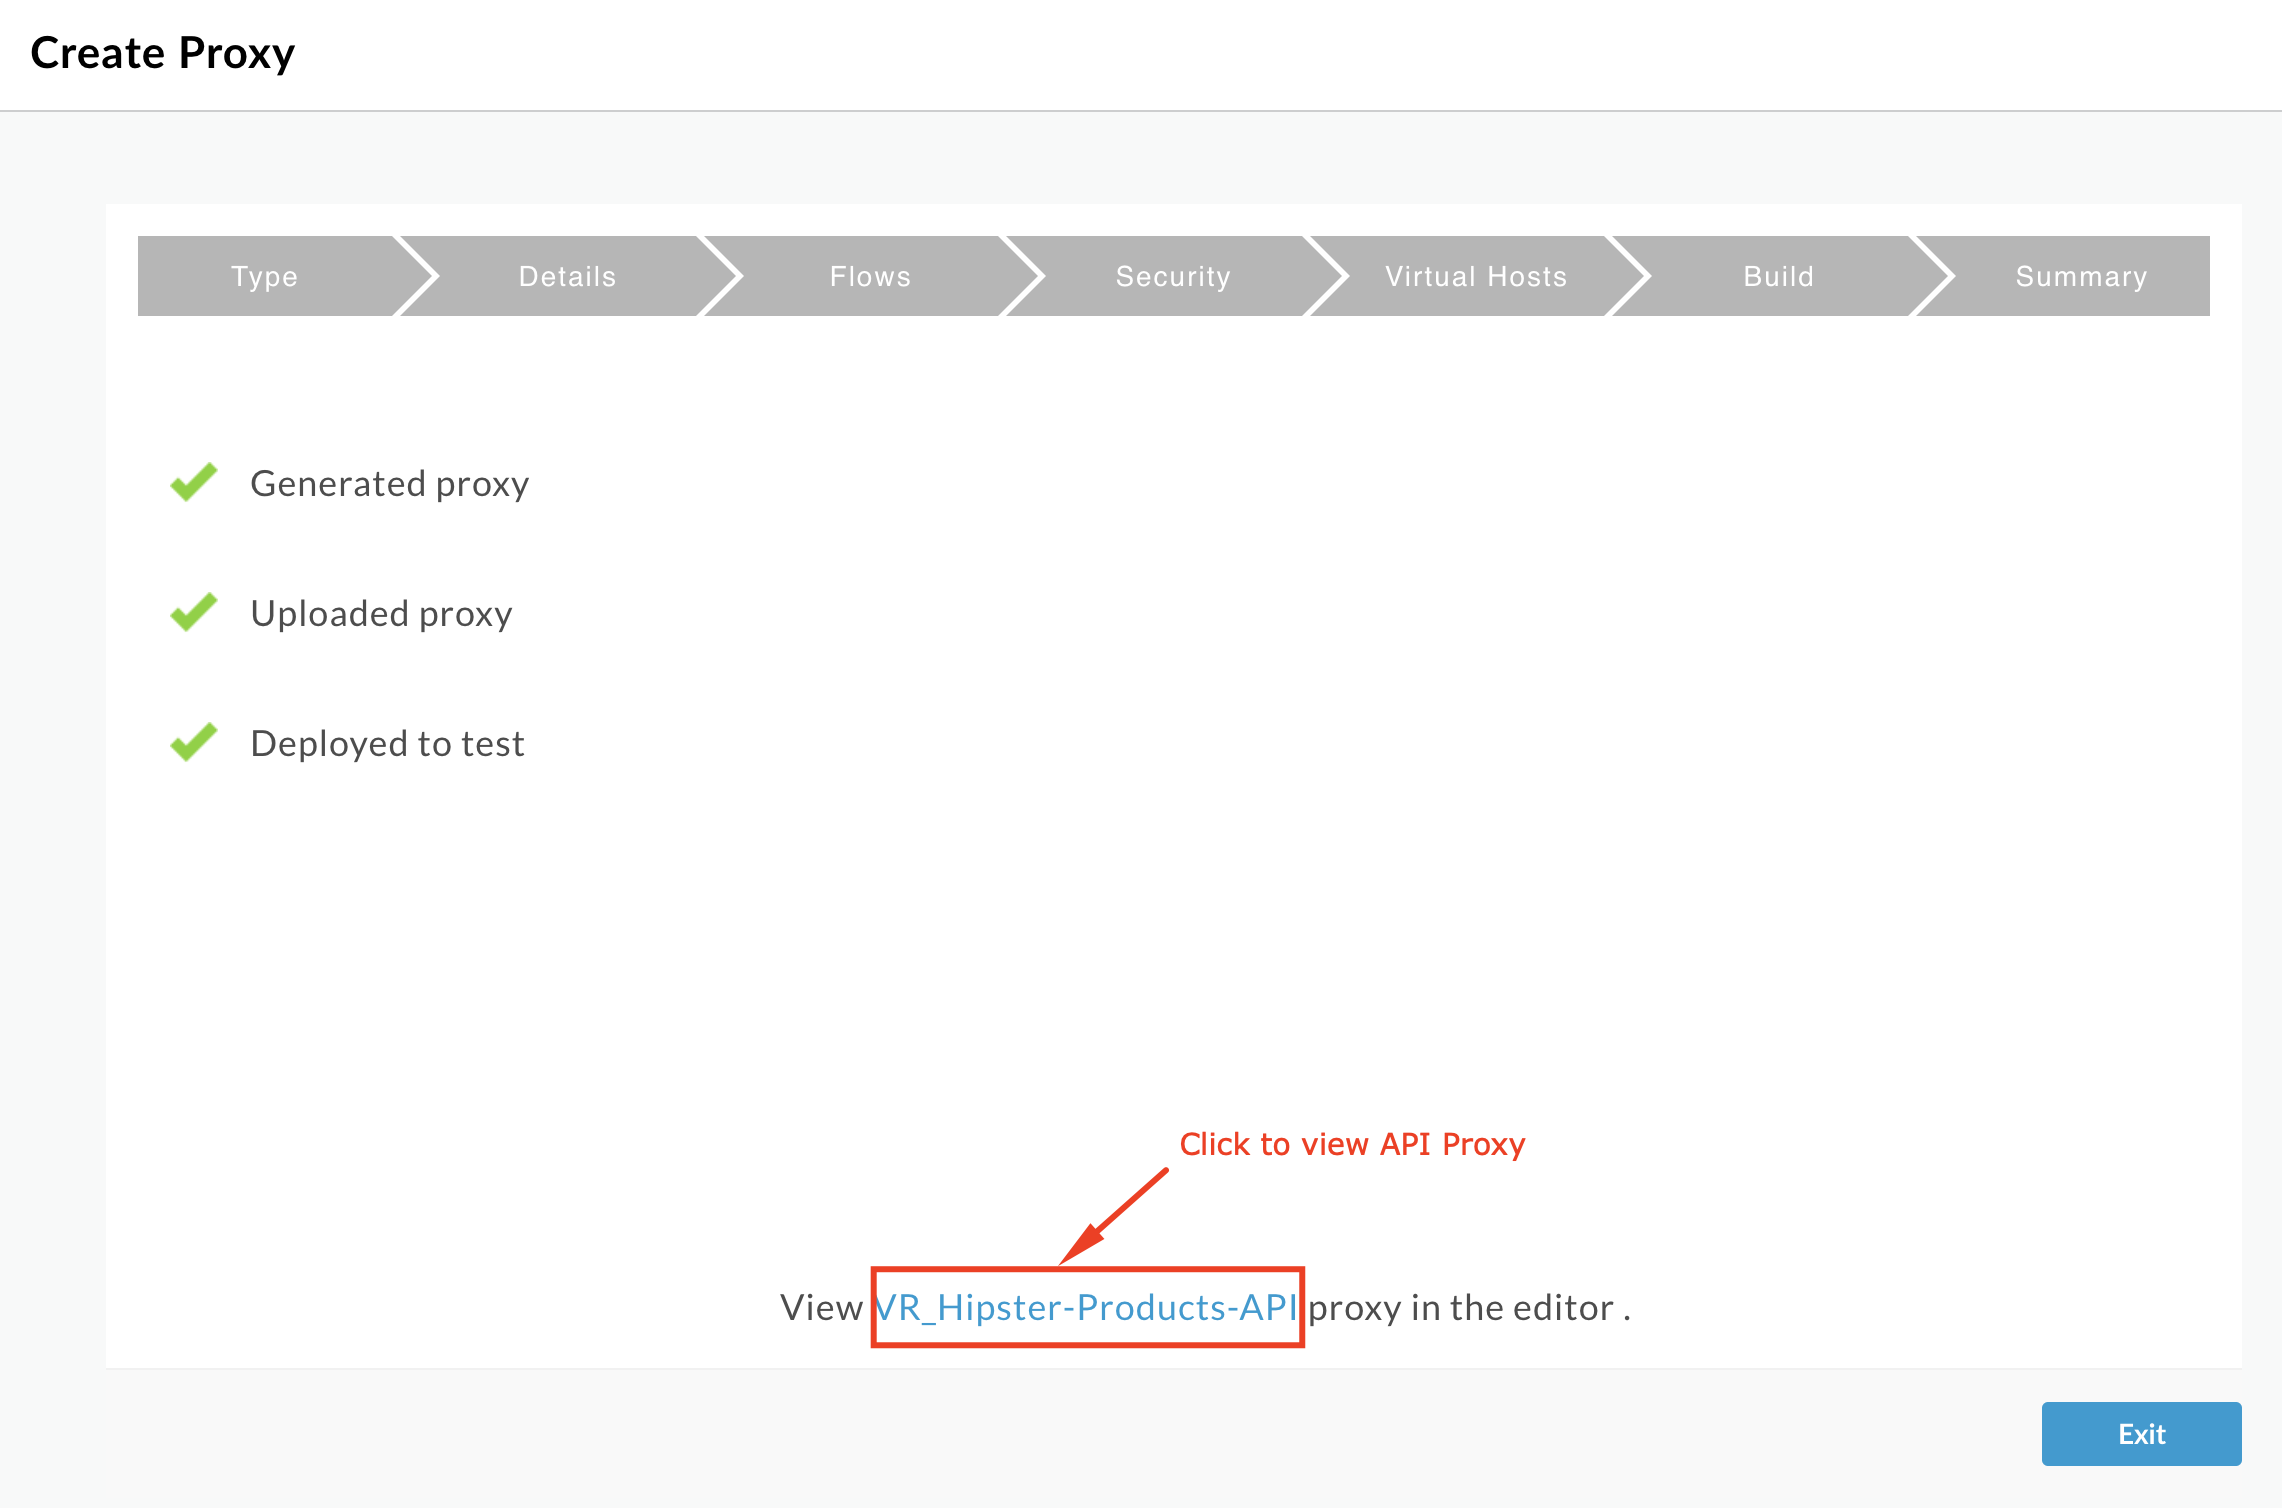 Create Proxy
Type Details Flows Security Virtual Hosts Build Summary
Generated proxy
Uploaded proxy
Deployed to test
Click to view API Proxy
View VR_Hipster-Products-API proxy in the editor .
Exit